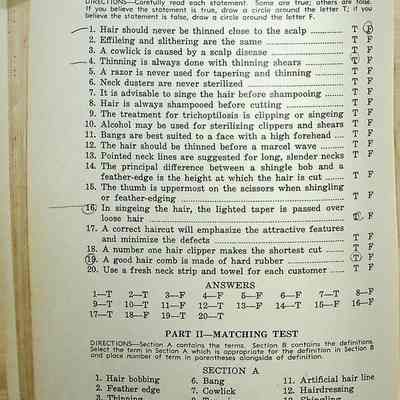 DIRECTIONS—Carefully read each statement. Some are true; others are false.
If you believe the statement is true, draw a circle around the letter T; if you
believe the statement is false, draw a circle around the letter F.
1. Hair should never be thinned close to the scalp T F
2. Effileing and slithering are the same T F
3. A cowlick is caused by a scalp disease T F
4. Thinning is always done with thinning shears T F
5. A razor is never used for tapering and thinning T F
6. Neck dusters are never sterilized T F
7. It is advisable to singe the hair before shampooing T F
8. Hair is always shampooed before cutting T F
9. The treatment for trichoptilosis is clipping or singeing T F
10. Alcohol may be used for sterilizing clippers and shears T F
11. Bangs are best suited to a face with a high forehead T F
12. The hair should be thinned before a marcel wave T F
13. Pointed neck lines are suggested for long, slender necks T F
14. The principal difference between a shingle bob and a
feather-edge is the height at which the hair is cut T F
15. The thumb is uppermost on the scissors when shingling
or feather-edging T F
16. In singeing the hair, the lighted taper is passed over
loose hair T F
17. A correct haircut will emphasize the attractive features
and minimize the defects T F
18. A number one hair clipper makes the shortest cut T F
19. A good hair comb is made of hard rubber T F
20. Use a fresh neck strip and towel for each customer T F
ANSWERS
1—T 2—T 3—F 4—F 5—F 6—F 7—T 8—F
9—T 10—T 11—T 12—T 13—F 14—T 15—T 16—F
17—T 18—T 19—T 20—T
PART II—MATCHING TEST
DIRECTIONS—Section A contains the terms. Section B contains the definitions.
Select the term in Section A which is appropriate for the definition in Section B
and place number of term in parentheses alongside of definition.
SECTION A
1. Hair bobbing 6. Bang 11. Artificial hair line
2. Feather edge 7. Cowlick 12. Hairdressing
3. Thinning 13. Shingling